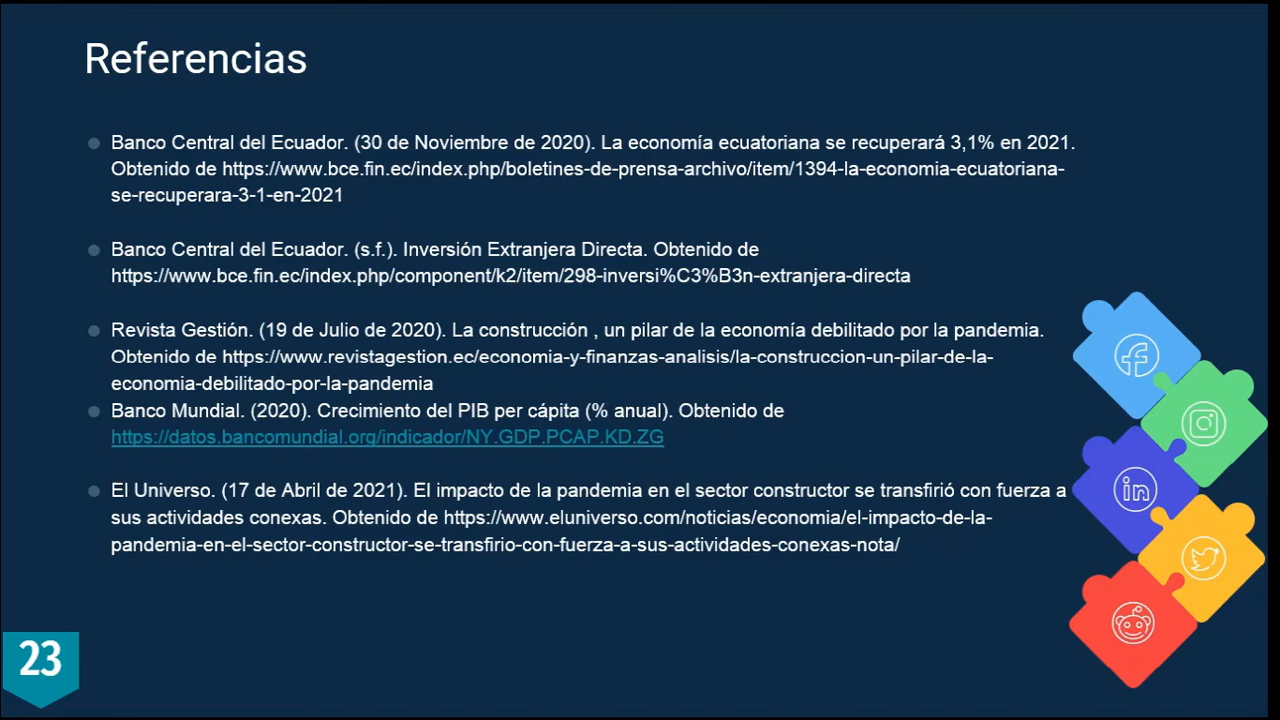 Referencias
Banco Central del Ecuador. (30 de Noviembre de 2020). La economía ecuatoriana se recuperará 3,1% en 2021.
Obtenido de https://www.bce.fin.ec/index.php/boletines-de-prensa-archivo/item/1394-la-economia-ecuatoriana-
se-recuperara-3-1-en-2021
Banco Central del Ecuador. (s.f.). Inversión Extranjera Directa. Obtenido de
https://www.bce.fin.ec/index.php/component/k2/item/298-inversi%C3%B3n-extranjera-directa
Revista Gestión. (19 de Julio de 2020). La construcción , un pilar de la economía debilitado por la pandemia.
Obtenido de https://www.revistagestion.ec/economia-y-finanzas-analisis/la-construccion-un-pilar-de-la-
economia-debilitado-por-la-pandemia
Banco Mundial. (2020). Crecimiento del PIB per cápita (% anual). Obtenido de
https://datos.bancomundial.org/indicador/NY.GDP.PCAP.KD.ZG
El Universo. (17 de Abril de 2021). El impacto de la pandemia en el sector constructor se transfirió con fuerza a
sus actividades conexas. Obtenido de https://www.eluniverso.com/noticias/economia/el-impacto-de-la-
pandemia-en-el-sector-constructor-se-transfirio-con-fuerza-a-sus-actividades-conexas-nota/
in
23